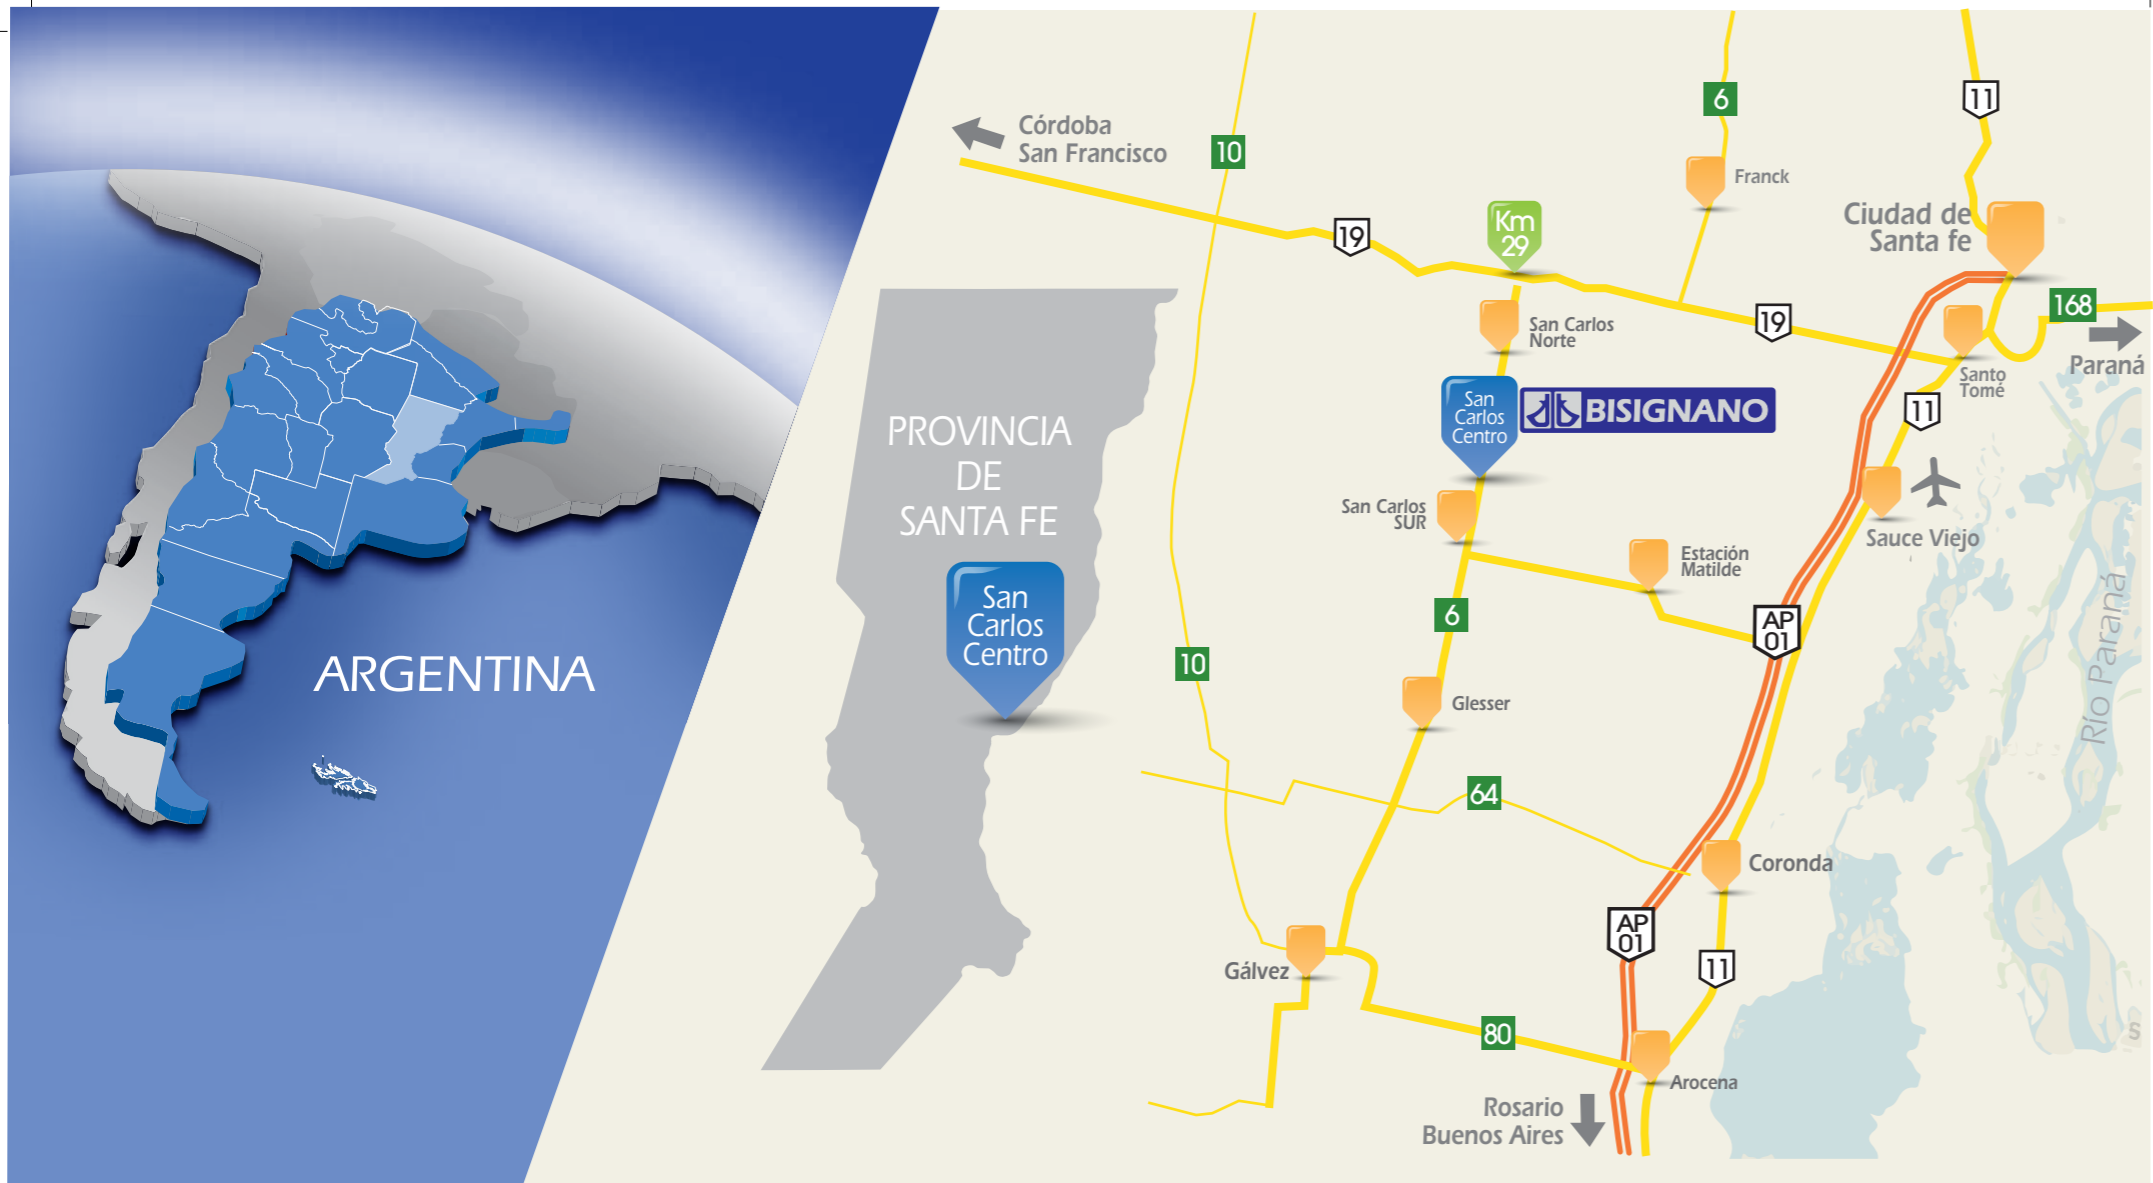 ARGENTINA
PROVINCIA
DE
SANTA FE
San
Carlos
Centro
Córdoba
San Francisco
10
6
11
Franck
Ciudad de
Santa fe
Km
29
19
168
19
San Carlos
Norte
Paraná
Santo
Tomé
San
Carlos
Centro
BISIGNANO
11
San Carlos
SUR
Sauce Viejo
Estación
Matilde
6
AP
01
10
Río Paraná
Glesser
64
Coronda
AP
01
Gálvez
11
80
S
Arocena
Rosario
Buenos Aires